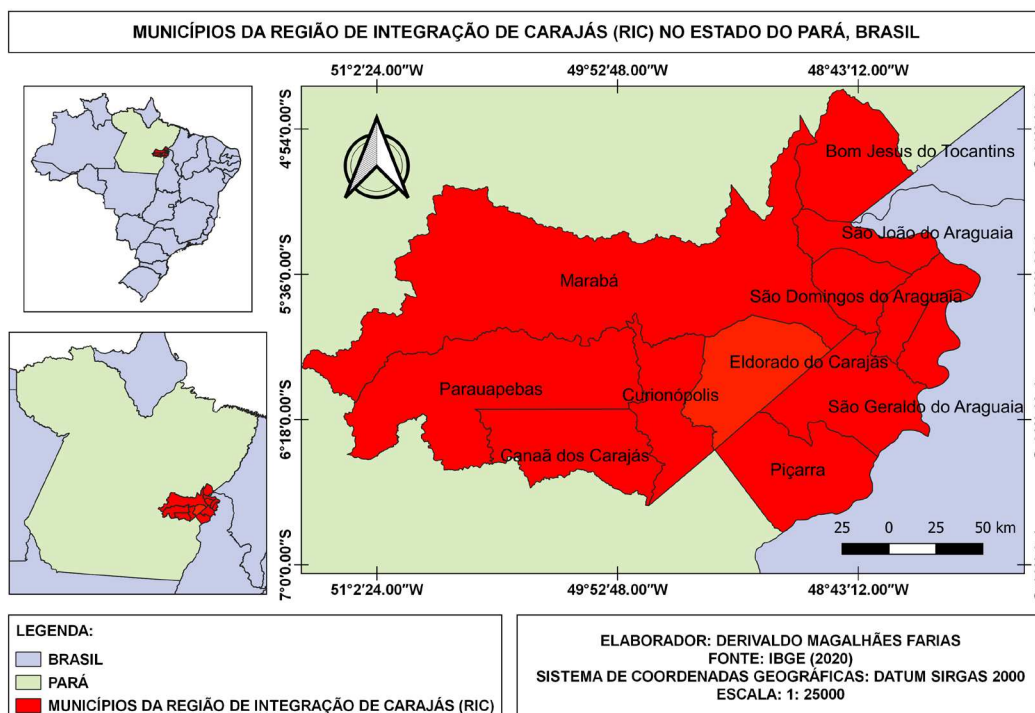 MUNICÍPIOS DA REGIÃO DE INTEGRAÇÃO DE CARAJÁS (RIC) NO ESTADO DO PARÁ, BRASIL
51°2'24.00"W
49°52'48.00"W
48°43'12.00"W
4°54'0.00"S
5°36'0.00"S
6°18'0.00"S
7°0'0.00"S
Bom Jesus do Tocantins
São João do Araguaia
Marabá
São Domingos do Araguaia
Eldorado do Carajás
Parauapebas
Curionópolis
São Geraldo do Araguaia
Canaã dos Carajás
Piçarra
25 0 25 50 km
51°2'24.00"W
49°52'48.00"W
48°43'12.00"W
LEGENDA:
BRASIL
PARÁ
MUNICÍPIOS DA REGIÃO DE INTEGRAÇÃO DE CARAJÁS (RIC)
ELABORADOR: DERIVALDO MAGALHÃES FARIAS
FONTE: IBGE (2020)
SISTEMA DE COORDENADAS GEOGRÁFICAS: DATUM SIRGAS 2000
ESCALA: 1: 25000